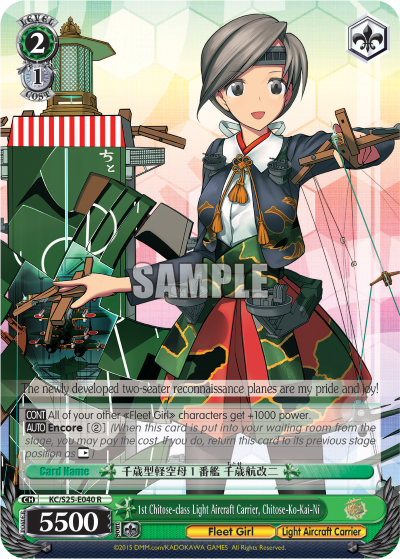 LEVEL
2
1
COST
ちと
SAMPLE
The newly developed two-seater reconnaissance planes are my pride and joy!
CONT All of your other «Fleet Girl» characters get +1000 power.
AUTO Encore [②] (When this card is put into your waiting room from
the stage, you may pay the cost. If you do, return this card to its previous stage
position as
Card Name
千歳型軽空母1番艦 千歳航改二
CH KC/S25-E040 R
1st Chitose-class Light Aircraft Carrier, Chitose-Ko-Kai-Ni
POWER
5500
SOUL
Fleet Girl
Light Aircraft Carrier
©2015 DMM.com/KADOKAWA GAMES All Rights Reserved.